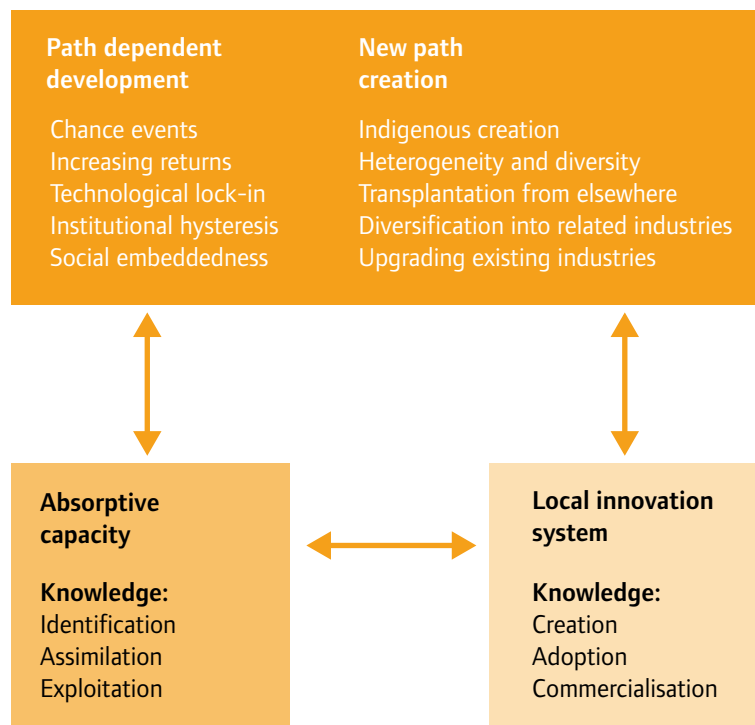 Path dependent
development
Chance events
Increasing returns
Technological lock-in
Institutional hysteresis
Social embeddedness
New path
creation
Indigenous creation
Heterogeneity and diversity
Transplantation from elsewhere
Diversification into related industries
Upgrading existing industries
Absorptive
capacity
Knowledge:
Identification
Assimilation
Exploitation
Local innovation
system
Knowledge:
Creation
Adoption
Commercialisation